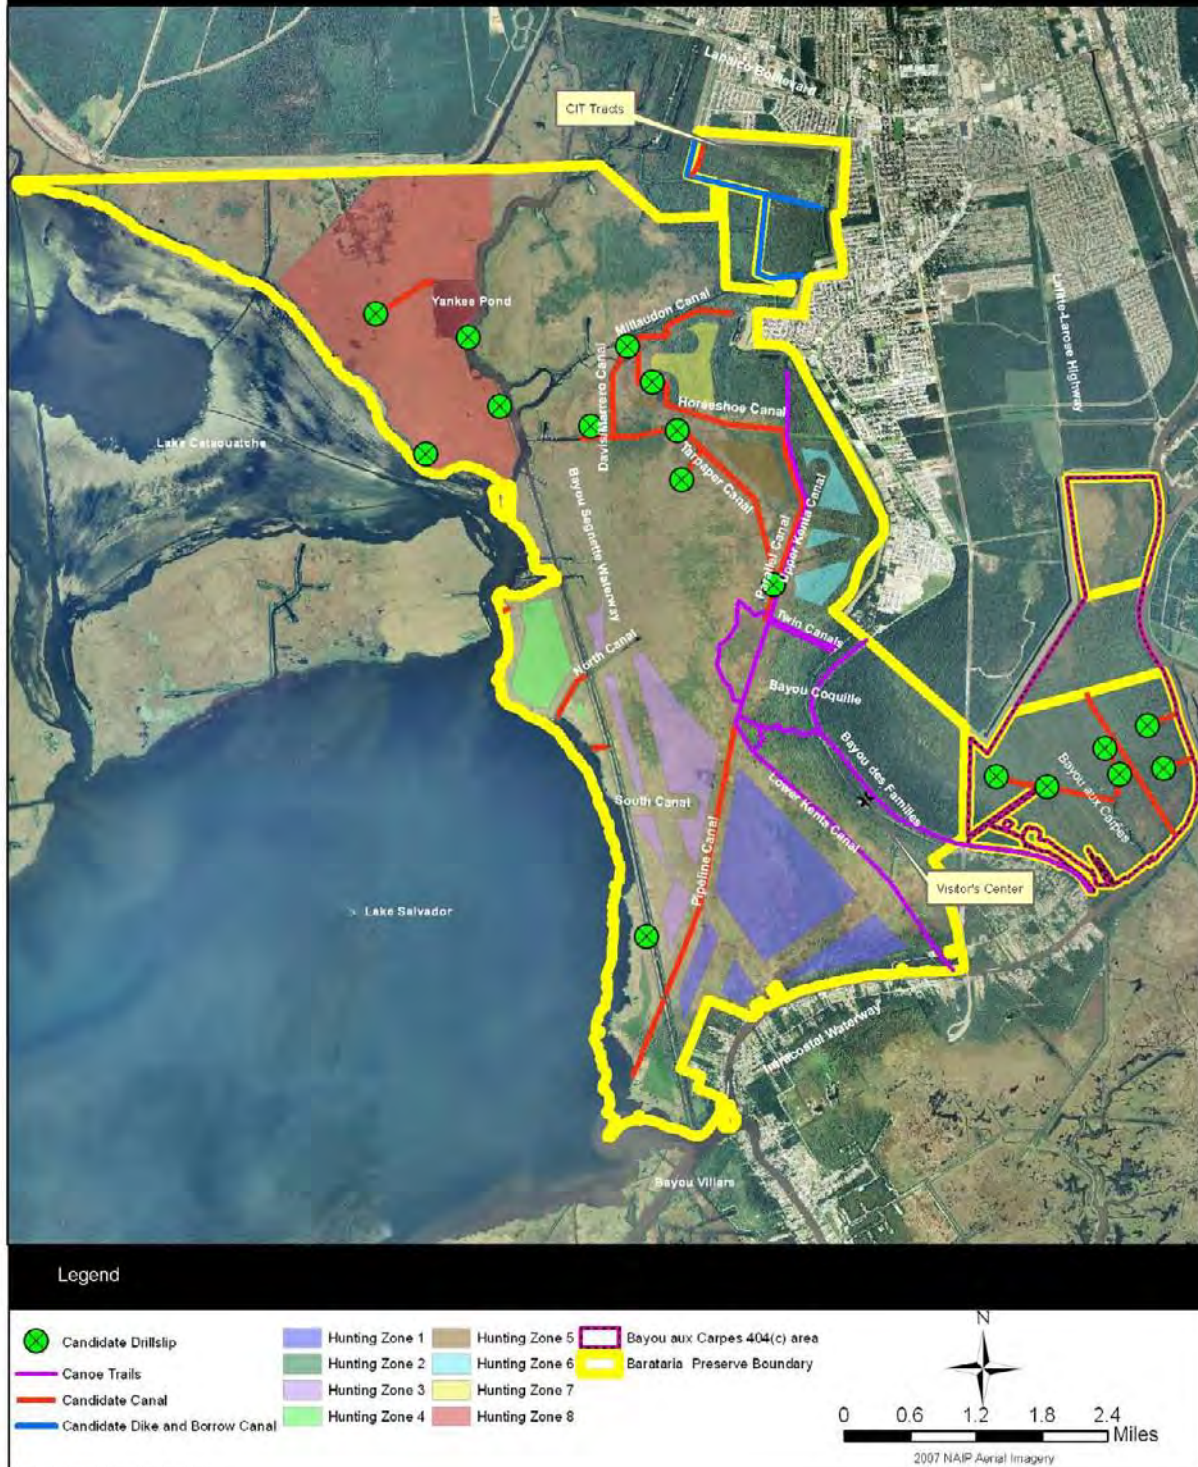 Lapalco Boulevard
CIT Tracts
Lafitte-Larose Highway
Yankee Pond
Millaudon Canal
Davis Marrero Canal
Horseshoe Canal
Lake Cataouatche
Tarpaper Canal
Bayou Segnette Waterway
Parallel Canal
Upper Kenta Canal
Twin Canals
North Canal
Bayou Coquille
Bayou des Familles
Bayou aux Carpes
South Canal
Lower Kenta Canal
Pipeline Canal
Visitor's Center
Lake Salvador
Intracostal Waterway
Bayou Villars
Legend
Candidate Drillslip
Canoe Trails
Candidate Canal
Candidate Dike and Borrow Canal
Hunting Zone 1
Hunting Zone 2
Hunting Zone 3
Hunting Zone 4
Hunting Zone 5
Hunting Zone 6
Hunting Zone 7
Hunting Zone 8
Bayou aux Carpes 404(c) area
Barataria Preserve Boundary
N
0 0.6 1.2 1.8 2.4
Miles
2007 NAIP Aerial Imagery